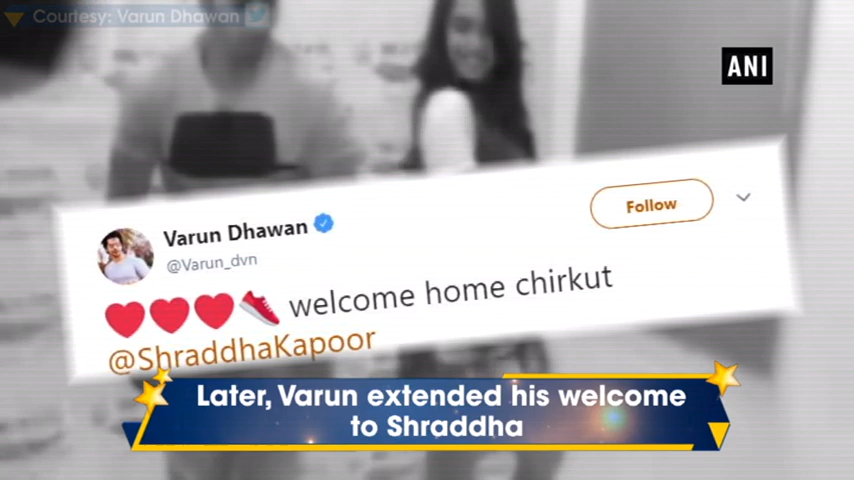 Courtesy: Varun Dhawan
ANI
Varun Dhawan
Follow
@Varun_dvn
welcome home chirkut
@ShraddhaKapoor
Later, Varun extended his welcome
to Shraddha